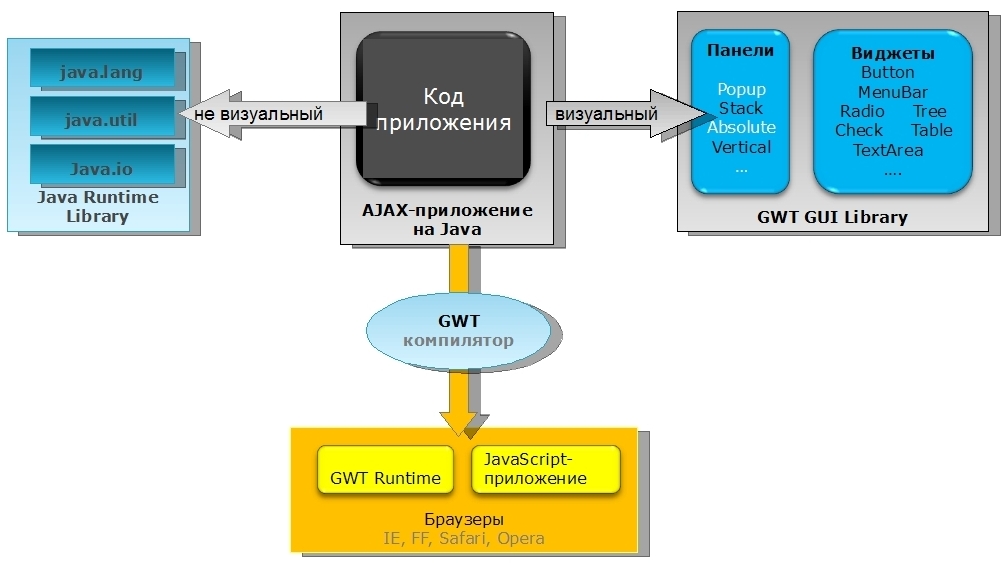 java.lang
java.util
Java.io
Java Runtime
Library
не визуальный
Код
приложения
AJAX-приложение
на Java
визуальный
Панели
Popup
Stack
Absolute
Vertical
...
Виджеты
Button
MenuBar
Radio Tree
Check Table
TextArea
....
GWT GUI Library
GWT
компилятор
GWT Runtime
JavaScript-
приложение
Браузеры
IE, FF, Safari, Opera